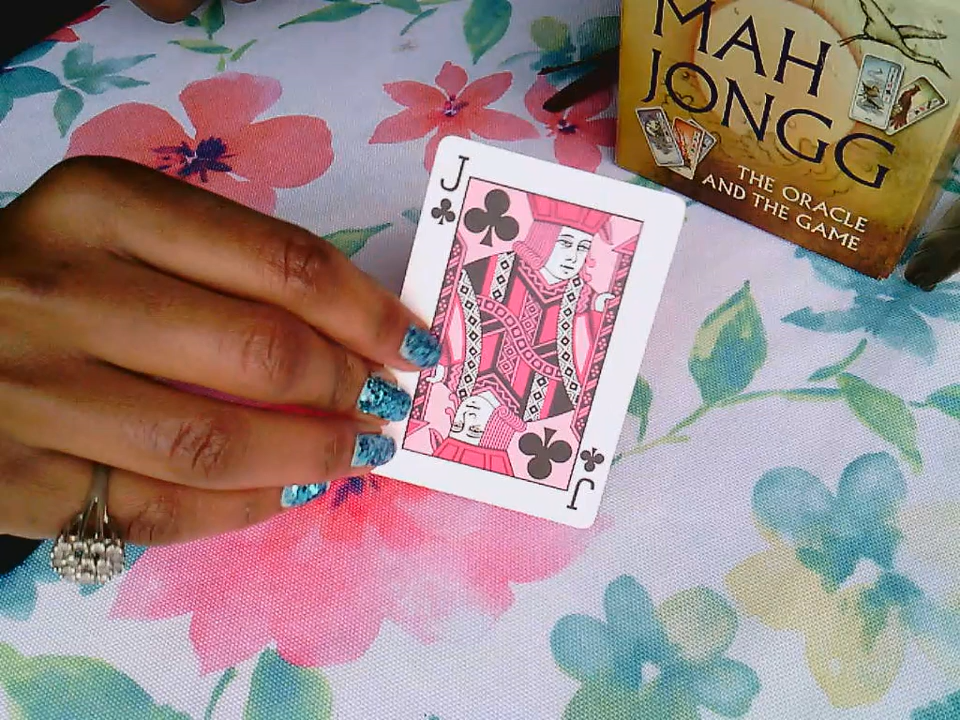 MAH
JONGG
THE ORACLE
AND THE GAME
J
J